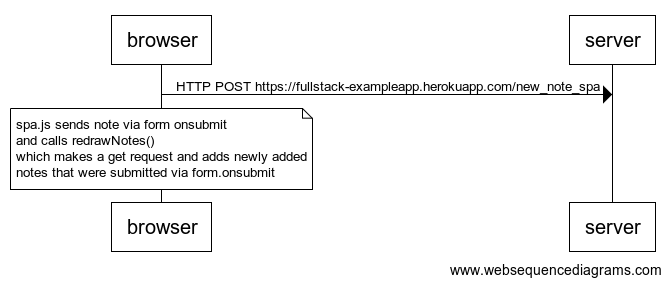 browser
server
HTTP POST https://fullstack-exampleapp.herokuapp.com/new_note_spa
spa.js sends note via form onsubmit
and calls redrawNotes()
which makes a get request and adds newly added
notes that were submitted via form.onsubmit
browser
server
www.websequencediagrams.com